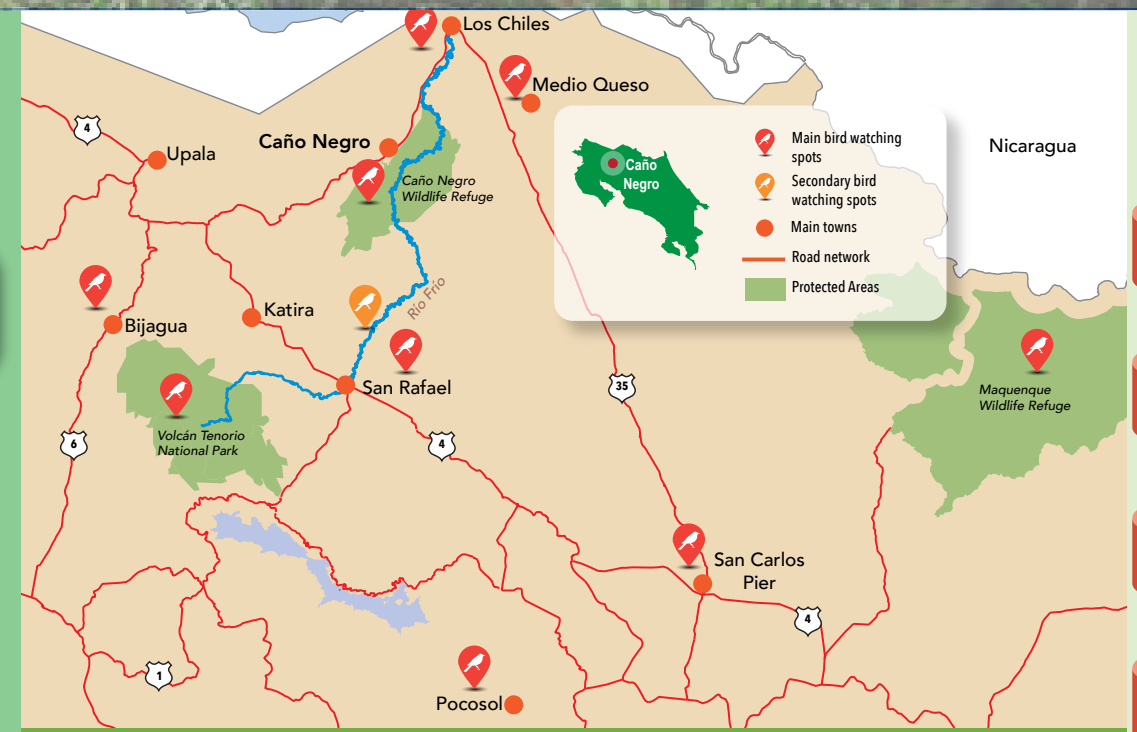 Los Chiles
Medio Queso
4
Upala
Caño Negro
Caño Negro
Wildlife Refuge
Caño
Negro
Main bird watching
spots
Secondary bird
watching spots
Main towns
Road network
Protected Areas
Nicaragua
Bijagua
Katira
Río Frío
San Rafael
35
Maquenque
Wildlife Refuge
Volcán Tenorio
National Park
6
4
San Carlos
Pier
4
1
Pocosol